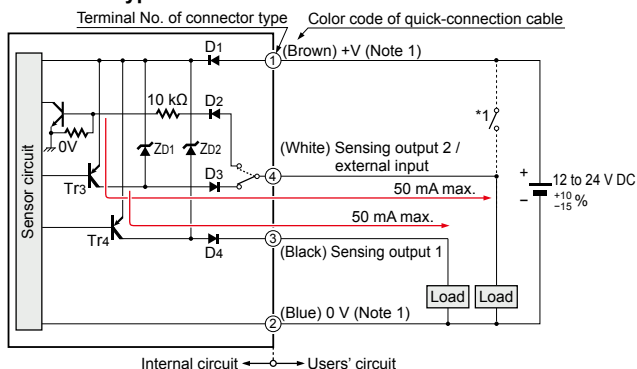 Terminal No. of connector type
Color code of quick-connection cable
D1
1
(Brown) +V (Note 1)
10 kΩ
D2
*1
0V
ZD1
ZD2
(White) Sensing output 2 /
external input
Sensor circuit
Tr3
D3
4
50 mA max.
+
12 to 24 V DC
−
+10
−15 %
50 mA max.
Tr4
D4
3
(Black) Sensing output 1
Load
Load
(Blue) 0 V (Note 1)
2
Internal circuit
Users' circuit